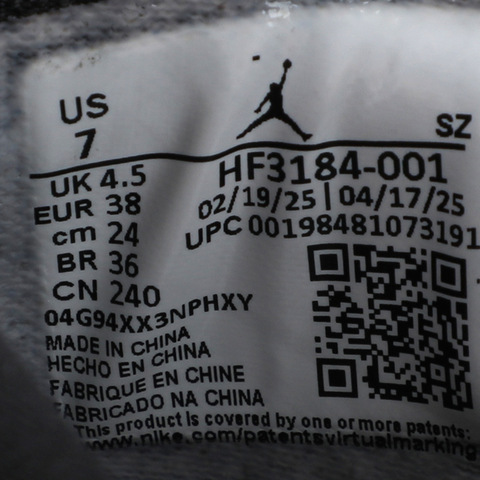 US
7
SZ
UK 4.5
EUR 38
cm 24
BR 36
CN 240
HF3184-001
02/19/25 | 04/17/25
UPC 00198481073191
04G94XX3NPHXY
MADE IN CHINA
HECHO EN CHINA
FABRIQUE EN CHINE
FABRICADO NA CHINA
This product is covered by one or more patents:
www.nike.com/patentsvirtualmarking